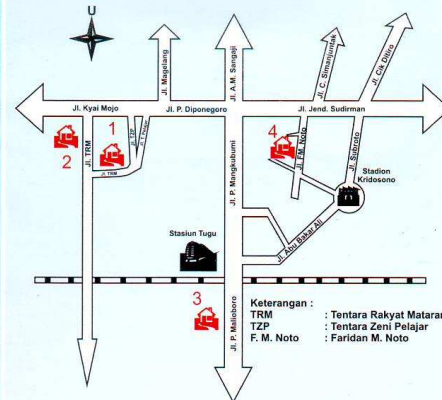 U
Jl. Magelang
Jl. A.M. Sangaji
Jl. C. Simanjuntak
Jl. Cik Ditiro
Jl. Kyai Mojo
Jl. P. Diponegoro
Jl. Jend. Sudirman
1
2
4
Jl. TRM
Jl. TZP
Jl. TRM
Jl. P. Mangkubumi
Jl. FM. Noto
Jl. Subroto
Stadion
Kridosono
Stasiun Tugu
Jl. Abu Bakar Ali
3
Jl. P. Malioboro
Keterangan :
TRM : Tentara Rakyat Mataram
TZP : Tentara Zeni Pelajar
F. M. Noto : Faridan M. Noto